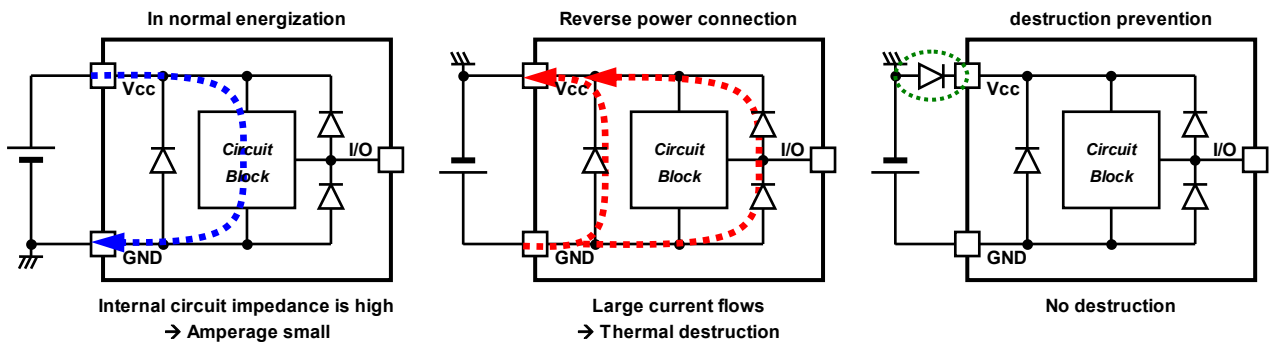 In normal energization
Vcc
Circuit
Block
I/O
GND
Internal circuit impedance is high
→ Amperage small
Reverse power connection
Vcc
Circuit
Block
I/O
GND
Large current flows
→ Thermal destruction
destruction prevention
Vcc
Circuit
Block
I/O
GND
No destruction